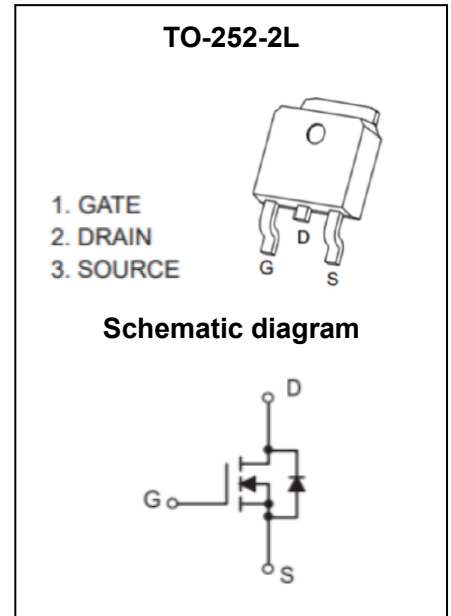 TO-252-2L
1. GATE
2. DRAIN
3. SOURCE
G
D
S
Schematic diagram
D
G
S